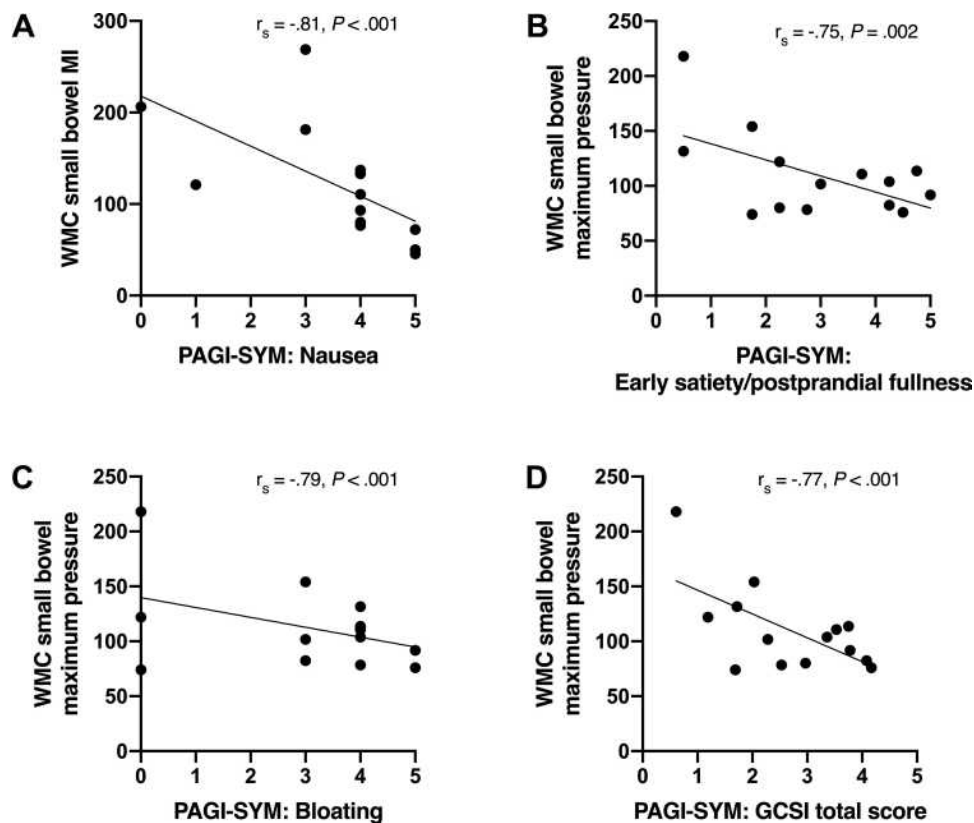 A
r_s = -.81, P < .001
WMC small bowel MI
300
200
100
0
0 1 2 3 4 5
PAGI-SYM: Nausea
B
r_s = -.75, P = .002
WMC small bowel
maximum pressure
250
200
150
100
50
0
0 1 2 3 4 5
PAGI-SYM:
Early satiety/postprandial fullness
C
r_s = -.79, P < .001
WMC small bowel
maximum pressure
250
200
150
100
50
0
0 1 2 3 4 5
PAGI-SYM: Bloating
D
r_s = -.77, P < .001
WMC small bowel
maximum pressure
250
200
150
100
50
0
0 1 2 3 4 5
PAGI-SYM: GCSI total score